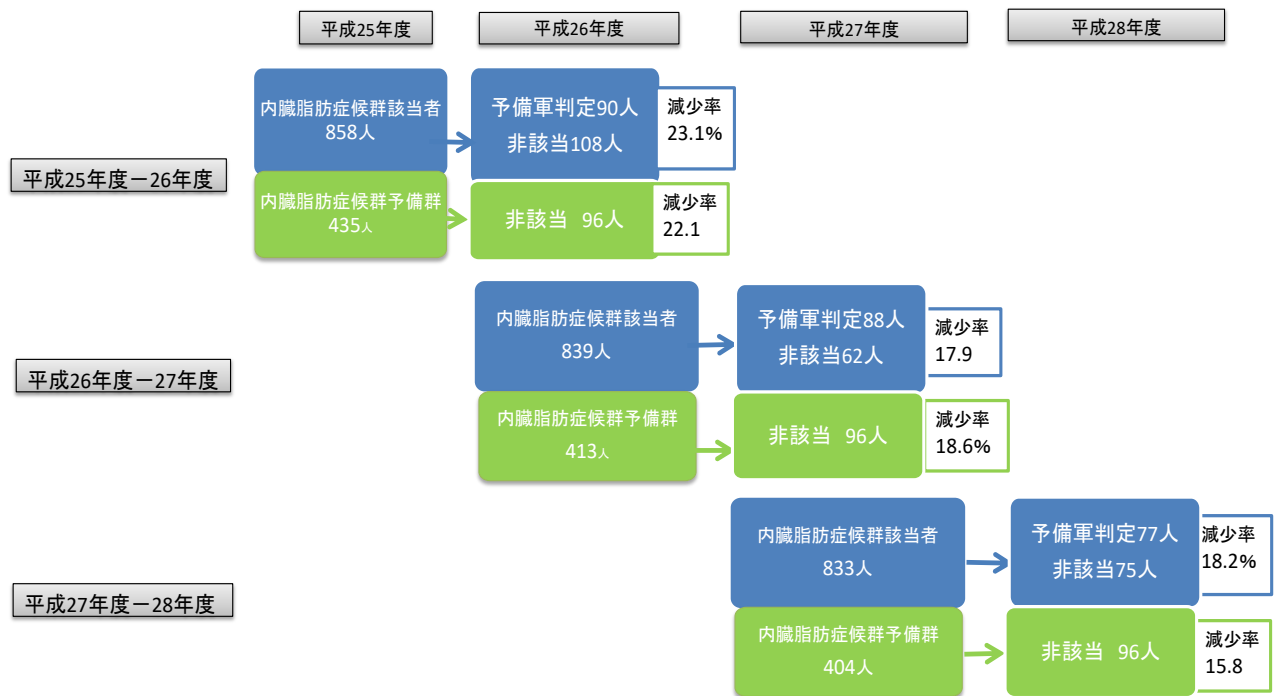 平成25年度
平成26年度
平成27年度
平成28年度
平成25年度－26年度
内臓脂肪症候群該当者
858人
予備軍判定90人
非該当108人
減少率
23.1%
内臓脂肪症候群予備群
435人
非該当 96人
減少率
22.1
平成26年度－27年度
内臓脂肪症候群該当者
839人
予備軍判定88人
非該当62人
減少率
17.9
内臓脂肪症候群予備群
413人
非該当 96人
減少率
18.6%
平成27年度－28年度
内臓脂肪症候群該当者
833人
予備軍判定77人
非該当75人
減少率
18.2%
内臓脂肪症候群予備群
404人
非該当 96人
減少率
15.8